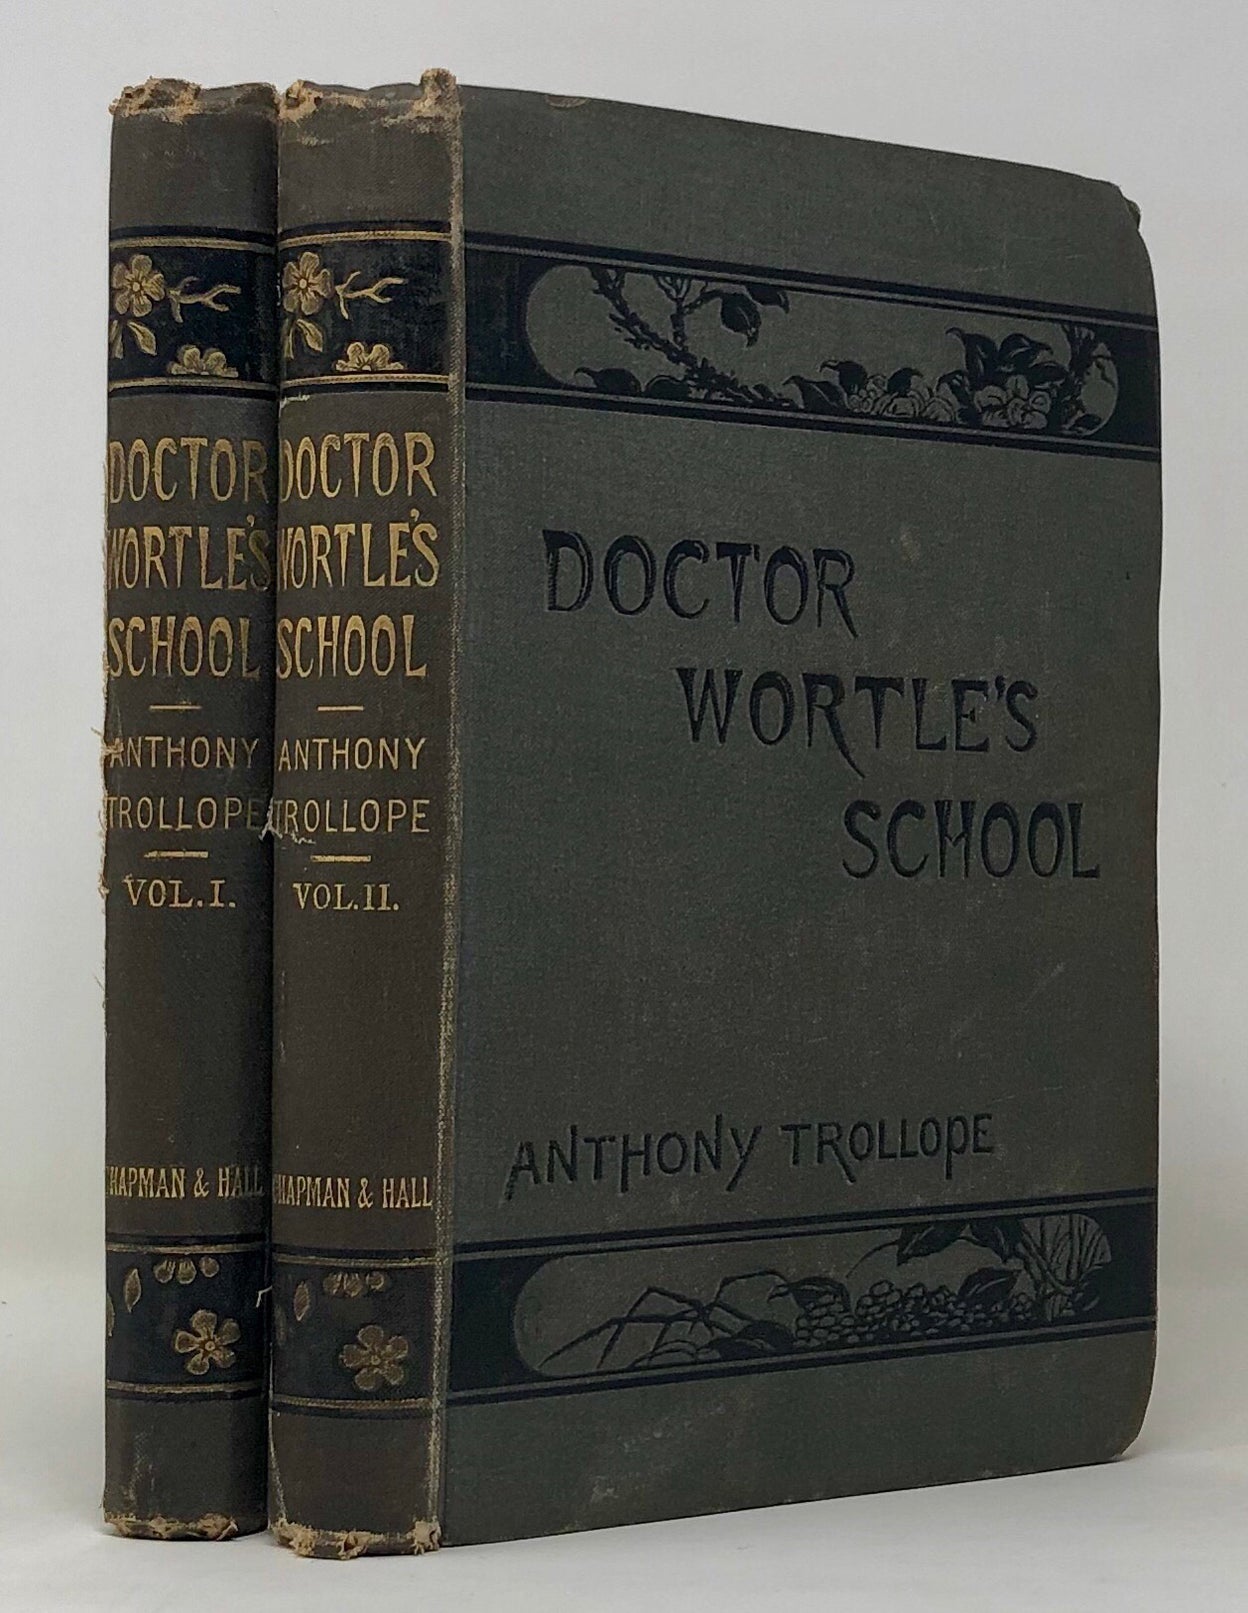 DOCTOR
WORTLE'S
SCHOOL
ANTHONY
TROLLOPE
VOL.I.
CHAPMAN & HALL
DOCTOR
WORTLE'S
SCHOOL
ANTHONY
TROLLOPE
VOL.II.
CHAPMAN & HALL
DOCTOR
WORTLE'S
SCHOOL
ANTHONY TROLLOPE